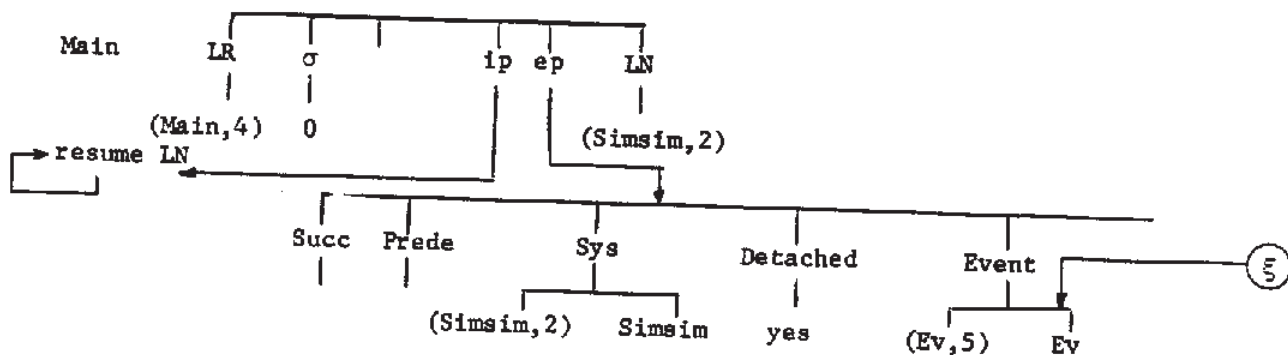 Main LR σ ip ep LN
(Main,4) 0 (Simsim,2)
resume LN
Succ Prede Sys Detached Event ξ
(Simsim,2) Simsim yes (Ev,5) Ev